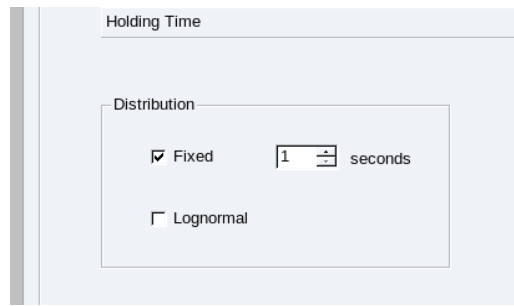 Holding Time
Distribution
Fixed 1 seconds
Lognormal